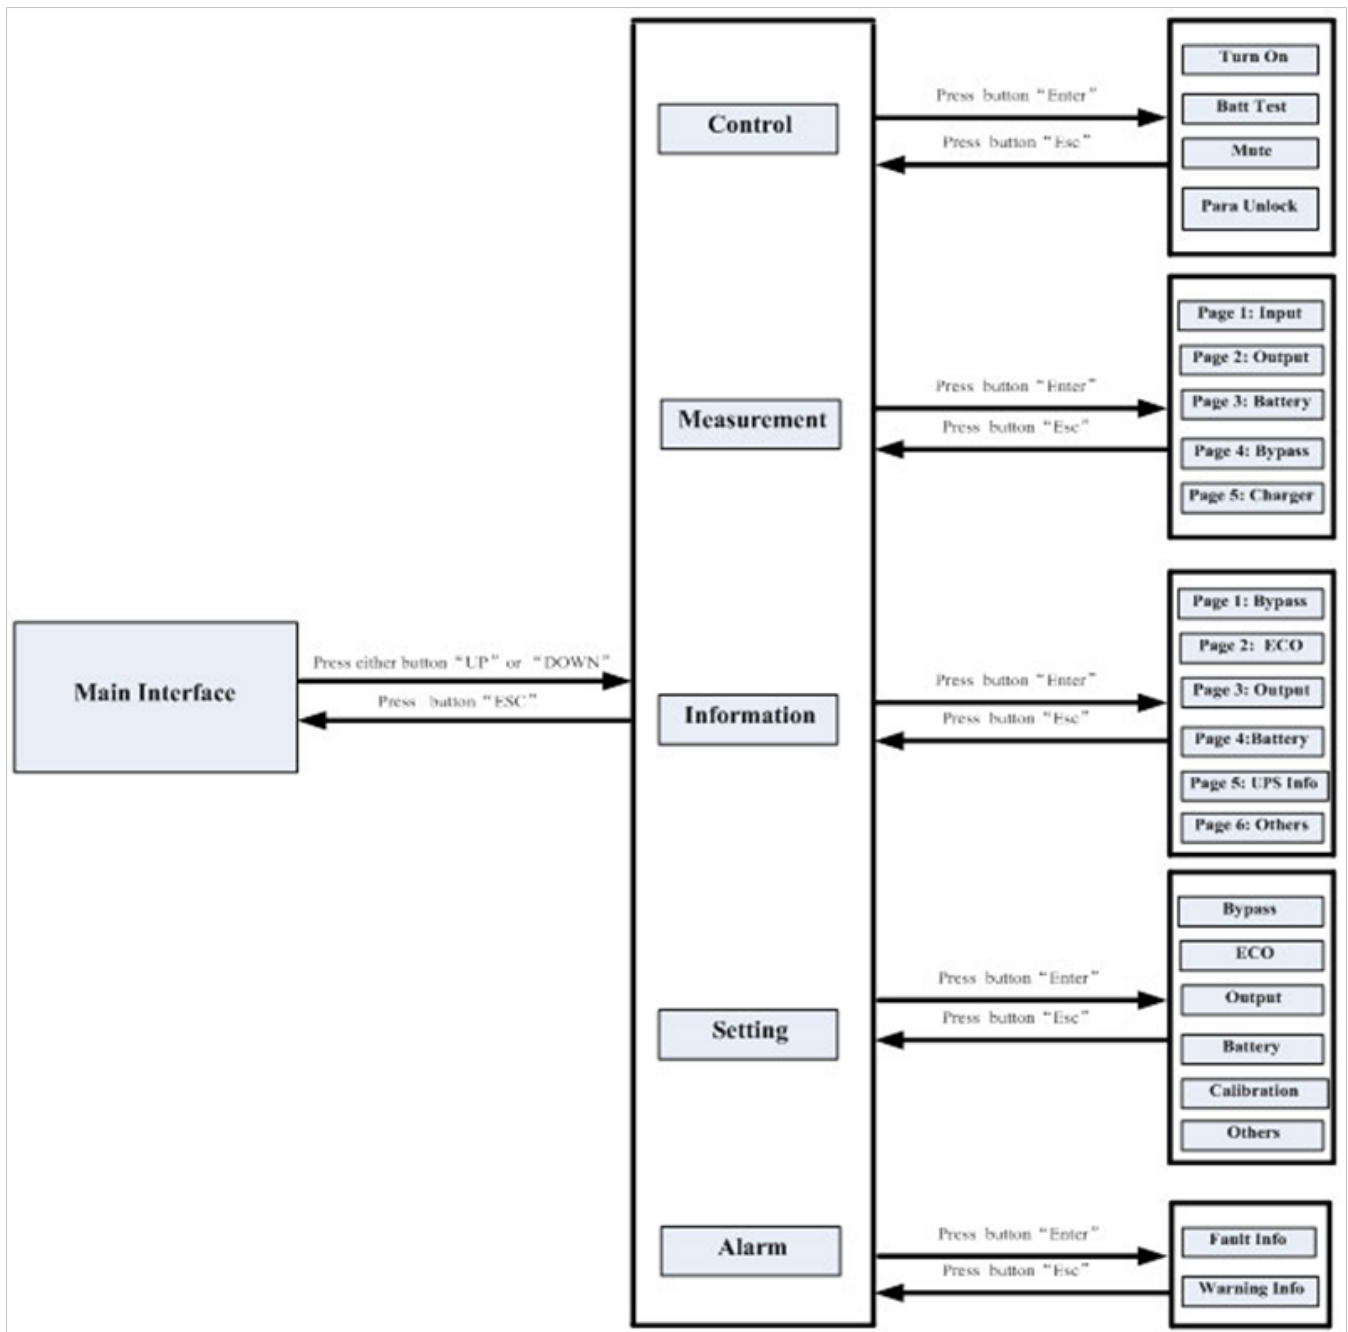 Main Interface
Press either button “UP” or “DOWN”
Press button “ESC”
Control
Press button “Enter”
Press button “Esc”
Turn On
Batt Test
Mute
Para Unlock
Measurement
Press button “Enter”
Press button “Esc”
Page 1: Input
Page 2: Output
Page 3: Battery
Page 4: Bypass
Page 5: Charger
Information
Press button “Enter”
Press button “Esc”
Page 1: Bypass
Page 2: ECO
Page 3: Output
Page 4:Battery
Page 5: UPS Info
Page 6: Others
Setting
Press button “Enter”
Press button “Esc”
Bypass
ECO
Output
Battery
Calibration
Others
Alarm
Press button “Enter”
Press button “Esc”
Fault Info
Warning Info